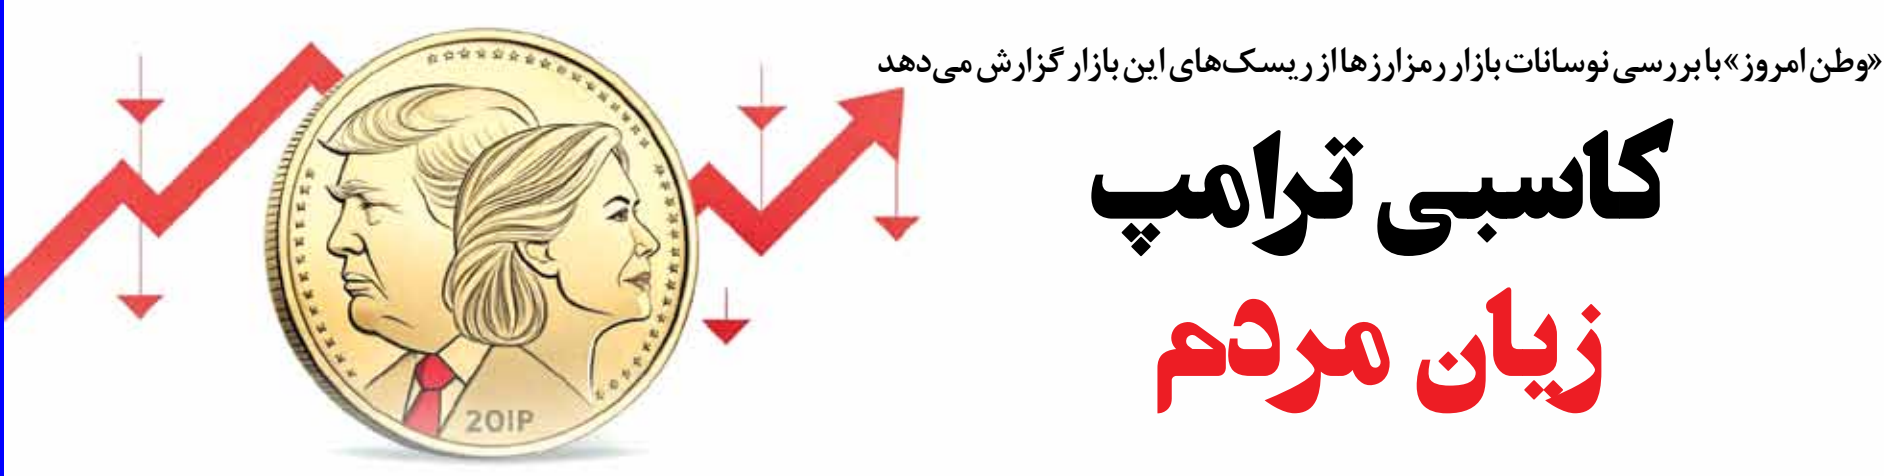 «وطن امروز» با بررسی نوسانات بازار رمزارزها از ریسک‌های این بازار گزارش می‌دهد
کاسبی ترامپ
زیان مردم
20IP